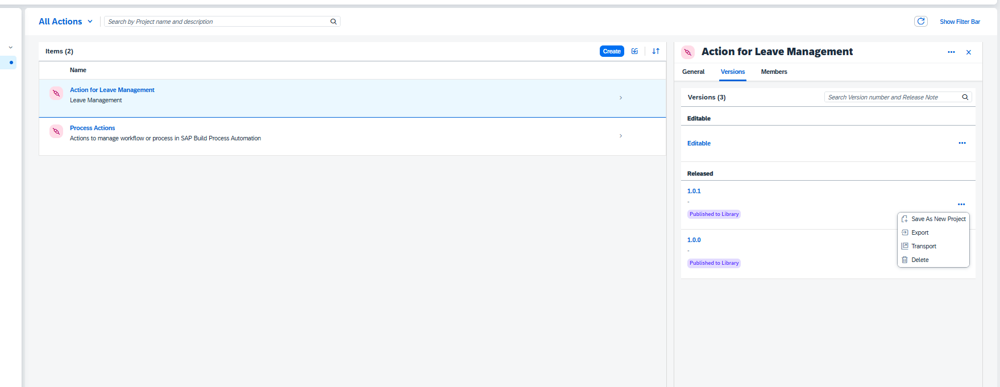 All Actions
Search by Project name and description
Show Filter Bar
Items (2)
Create
Name
Action for Leave Management
Leave Management
Process Actions
Actions to manage workflow or process in SAP Build Process Automation
Action for Leave Management
General
Versions
Members
Versions (3)
Search Version number and Release Note
Editable
Editable
Released
1.0.1
-
Published to Library
1.0.0
-
Published to Library
Save As New Project
Export
Transport
Delete